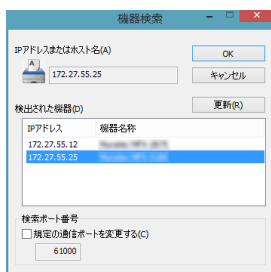 機器検索
IPアドレスまたはホスト名(A)
OK
172.27.55.25
キャンセル
検出された機器(D)
更新(R)
IPアドレス 機器名称
172.27.55.12
172.27.55.25
検索ポート番号
規定の通信ポートを変更する(C)
61000